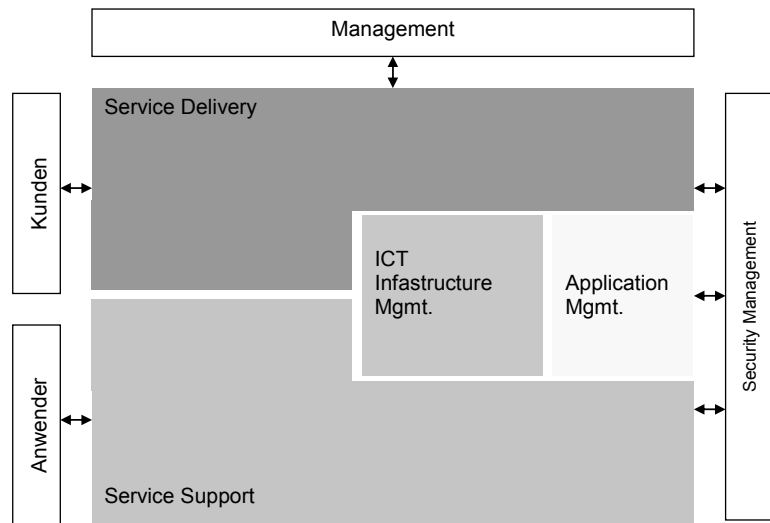 Management
Service Delivery
Kunden
ICT
Infastructure
Mgmt.
Application
Mgmt.
Security Management
Anwender
Service Support